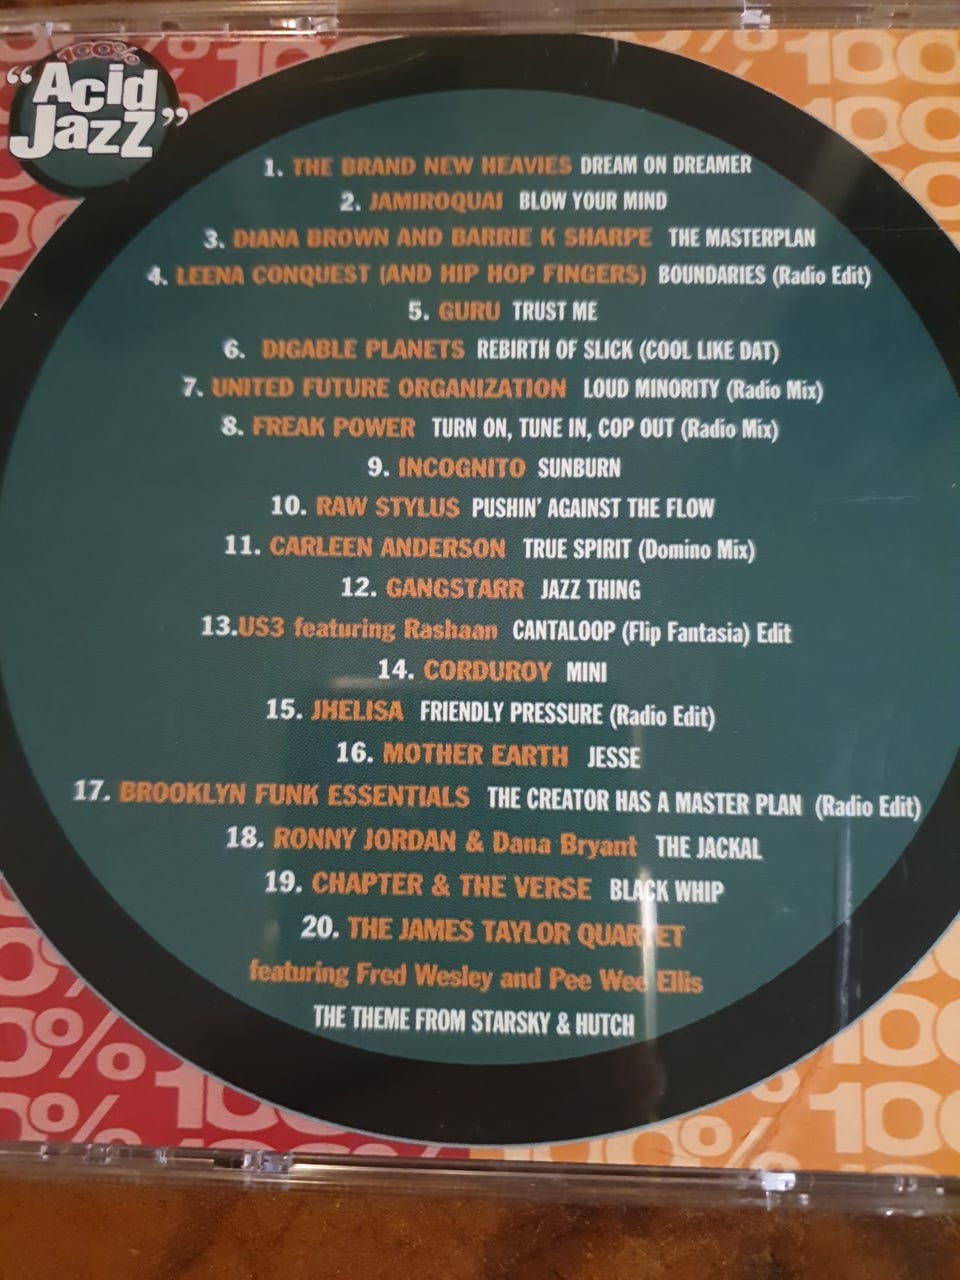 100%
“Acid
Jazz”
1. THE BRAND NEW HEAVIES DREAM ON DREAMER
2. JAMIROQUAI BLOW YOUR MIND
3. DIANA BROWN AND BARRIE K SHARPE THE MASTERPLAN
4. LEENA CONQUEST (AND HIP HOP FINGERS) BOUNDARIES (Radio Edit)
5. GURU TRUST ME
6. DIGABLE PLANETS REBIRTH OF SLICK (COOL LIKE DAT)
7. UNITED FUTURE ORGANIZATION LOUD MINORITY (Radio Mix)
8. FREAK POWER TURN ON, TUNE IN, COP OUT (Radio Mix)
9. INCOGNITO SUNBURN
10. RAW STYLUS PUSHIN' AGAINST THE FLOW
11. CARLEEN ANDERSON TRUE SPIRIT (Domino Mix)
12. GANGSTARR JAZZ THING
13.US3 featuring Rashaan CANTALOOP (Flip Fantasia) Edit
14. CORDUROY MINI
15. JHELISA FRIENDLY PRESSURE (Radio Edit)
16. MOTHER EARTH JESSE
17. BROOKLYN FUNK ESSENTIALS THE CREATOR HAS A MASTER PLAN (Radio Edit)
18. RONNY JORDAN & Dana Bryant THE JACKAL
19. CHAPTER & THE VERSE BLACK WHIP
20. THE JAMES TAYLOR QUARTET
featuring Fred Wesley and Pee Wee Ellis
THE THEME FROM STARSKY & HUTCH